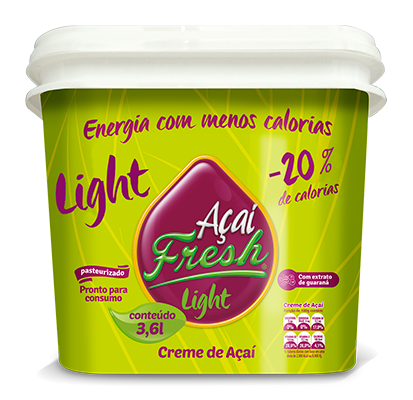 Energia com menos calorias
Light
-20%
de calorias
Açaí
Fresh
Light
pasteurizado
Pronto para
consumo
conteúdo
3,6l
Com extrato
de guaraná
Creme de Açaí
Creme de Açaí